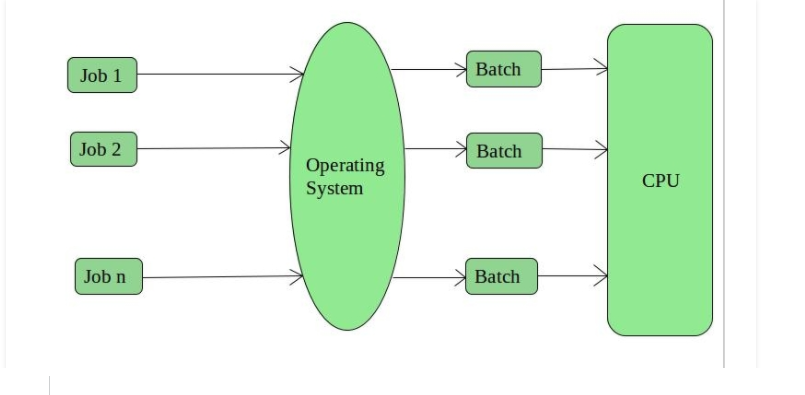 Job 1
Batch
Job 2
Batch
Operating
System
CPU
Job n
Batch